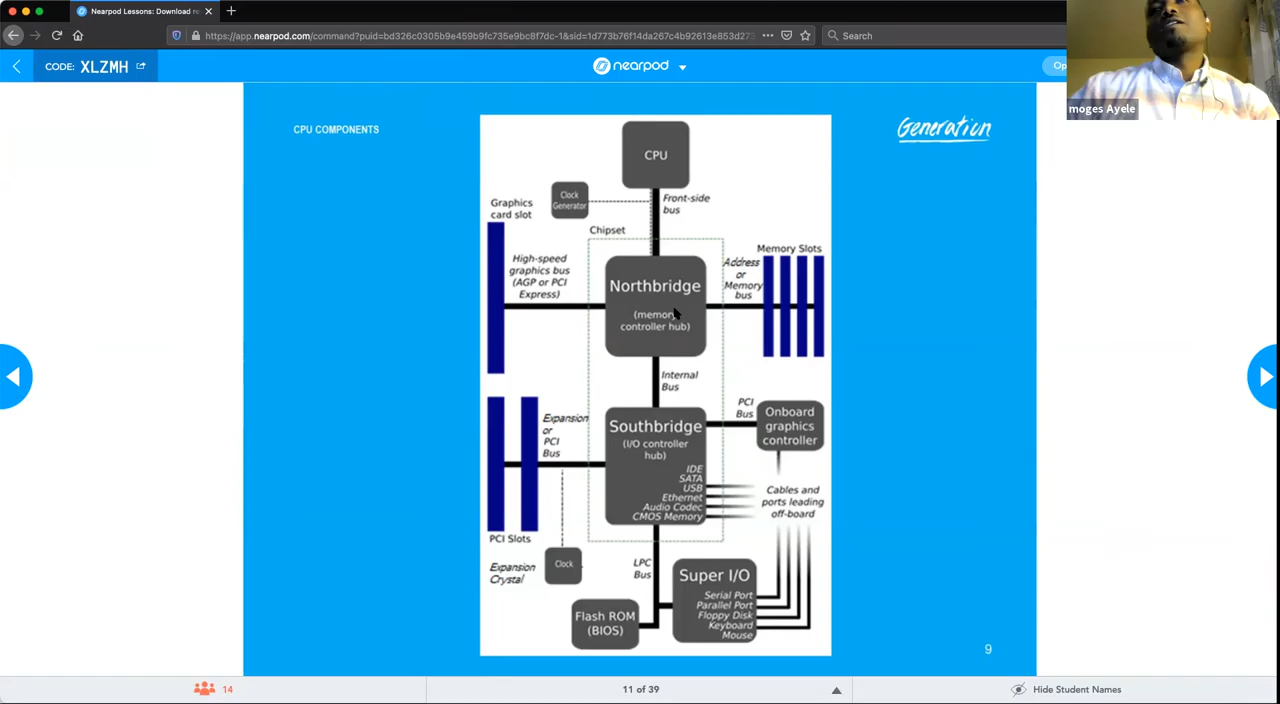 Nearpod Lessons: Download re
https://app.nearpod.com/command?puid=bd326c0305b9e459b9fc735e9bc8f7dc-1&sid=1d773b76f14da267c4b92613e853d273
Search
CODE: XLZMH
nearpod
Op
moges Ayele
CPU COMPONENTS
Generation
CPU
Clock
Generator
Front-side
bus
Graphics
card slot
Chipset
High-speed
graphics bus
(AGP or PCI
Express)
Northbridge
(memory
controller hub)
Address
or
Memory
bus
Memory Slots
Internal
Bus
Expansion
or
PCI
Bus
Southbridge
(I/O controller
hub)
IDE
SATA
USB
Ethernet
Audio Codec
CMOS Memory
PCI
Bus
Onboard
graphics
controller
Cables and
ports leading
off-board
PCI Slots
Expansion
Crystal
Clock
LPC
Bus
Super I/O
Serial Port
Parallel Port
Floppy Disk
Keyboard
Mouse
Flash ROM
(BIOS)
9
14
11 of 39
Hide Student Names